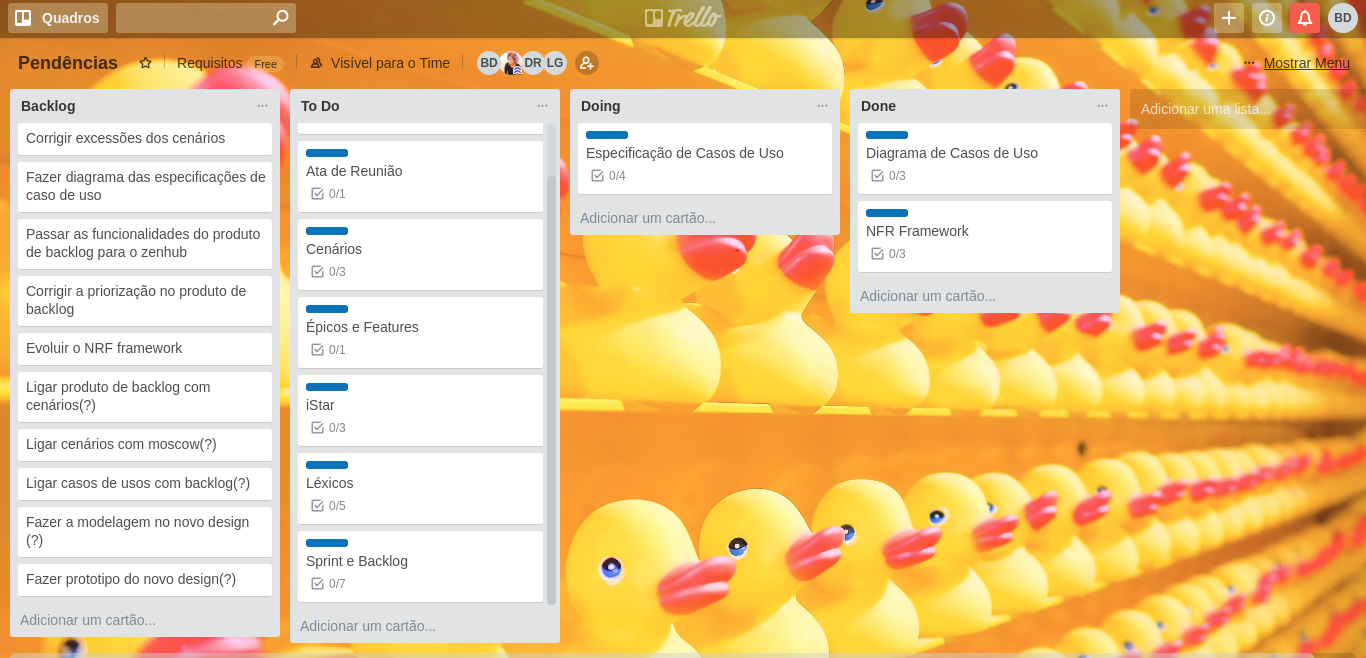 Quadros
Trello
BD
Pendências
Requisitos Free
Visível para o Time
BD DR LG
Mostrar Menu
Backlog
Corrigir excessões dos cenários
Fazer diagrama das especificações de
caso de uso
Passar as funcionalidades do produto
de backlog para o zenhub
Corrigir a priorização no produto de
backlog
Evoluir o NRF framework
Ligar produto de backlog com
cenários(?)
Ligar cenários com moscow(?)
Ligar casos de usos com backlog(?)
Fazer a modelagem no novo design
(?)
Fazer prototipo do novo design(?)
Adicionar um cartão...
To Do
Ata de Reunião
0/1
Cenários
0/3
Épicos e Features
0/1
iStar
0/3
Léxicos
0/5
Sprint e Backlog
0/7
Adicionar um cartão...
Doing
Especificação de Casos de Uso
0/4
Adicionar um cartão...
Done
Diagrama de Casos de Uso
0/3
NFR Framework
0/3
Adicionar um cartão...
Adicionar uma lista...